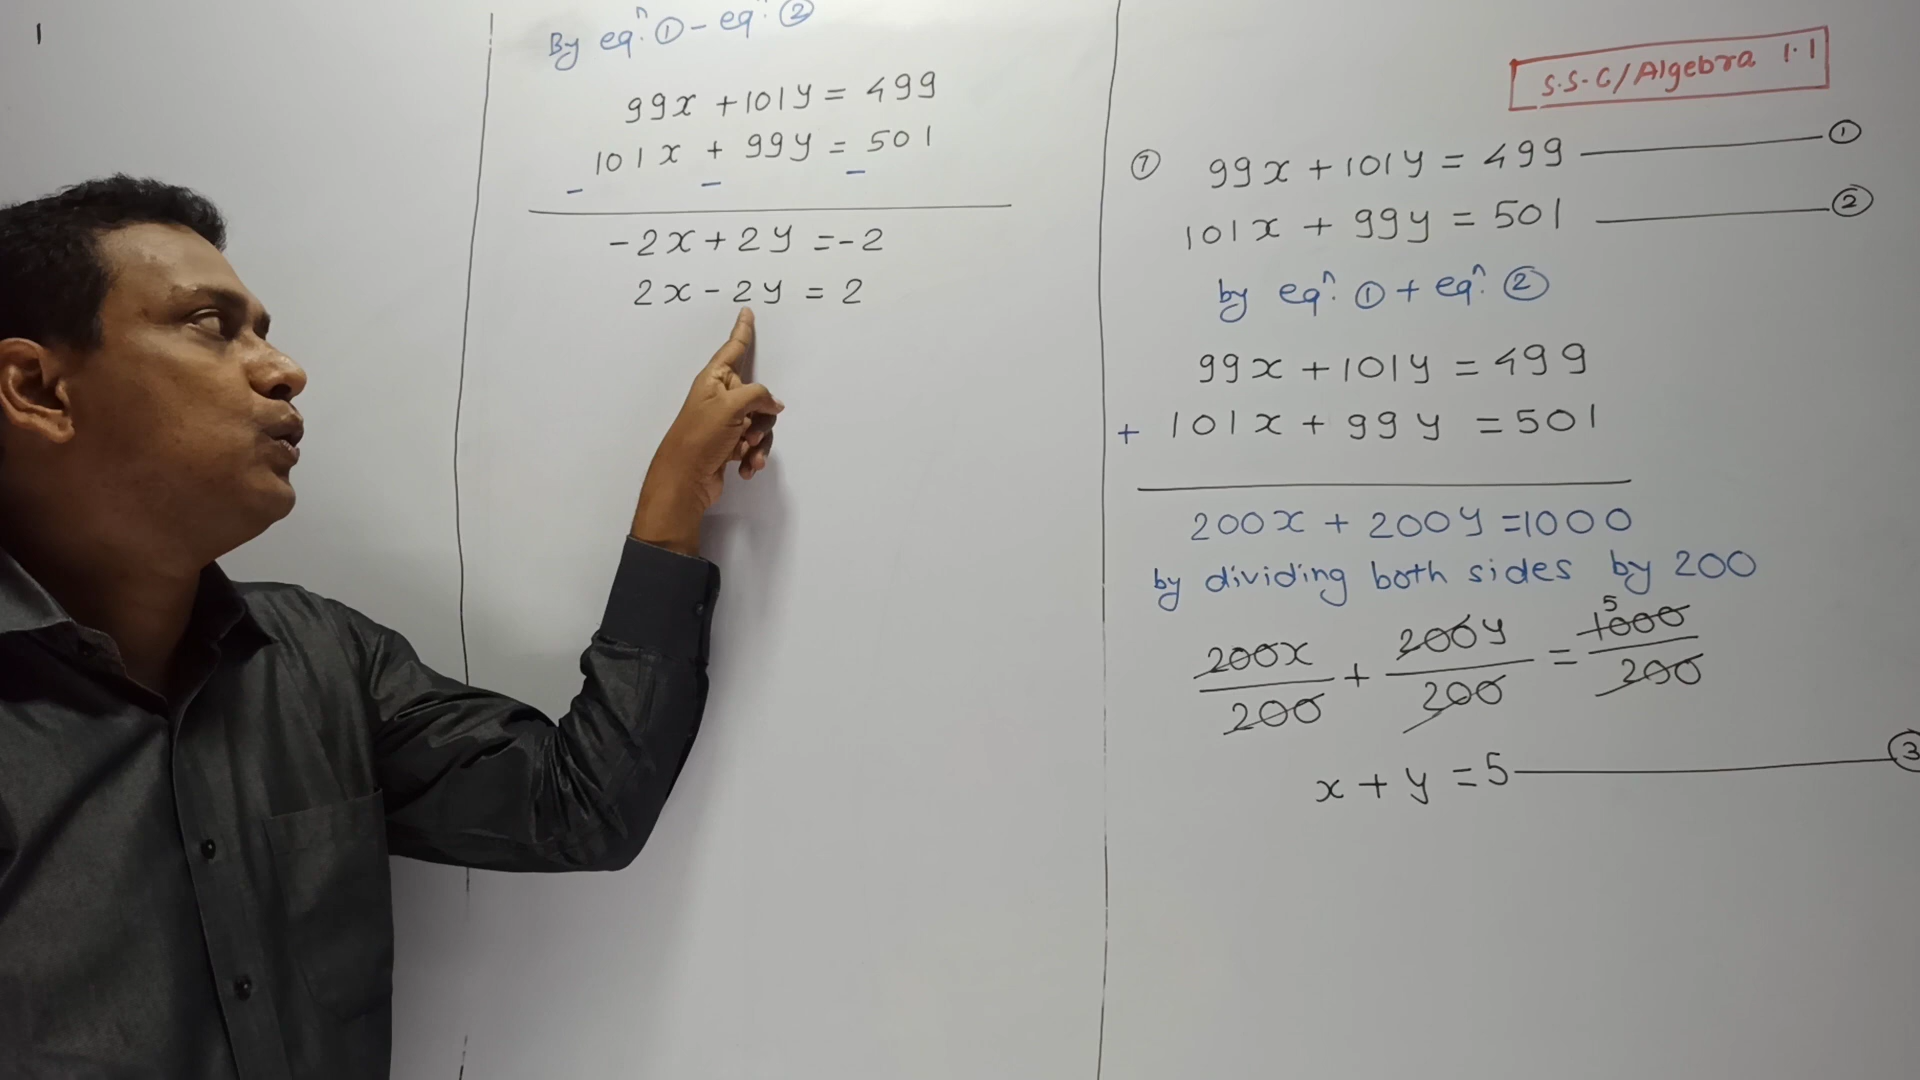 1
By eqⁿ. ① - eqⁿ. ②
99x + 101y = 499
101x + 99y = 501
- - -
-2x + 2y = -2
2x - 2y = 2
S.S.C/Algebra 1.1
⑦ 99x + 101y = 499 ①
101x + 99y = 501 ②
by eqⁿ. ① + eqⁿ. ②
99x + 101y = 499
+ 101x + 99y = 501
200x + 200y = 1000
by dividing both sides by 200
5
200x + 200y = 1000
200 200 200
x + y = 5 ③